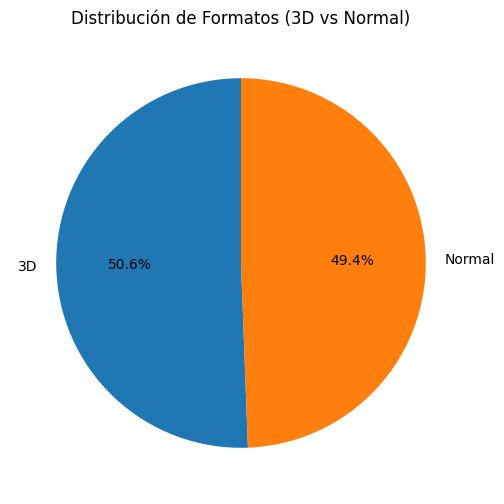 Distribución de Formatos (3D vs Normal)
3D
50.6%
49.4%
Normal